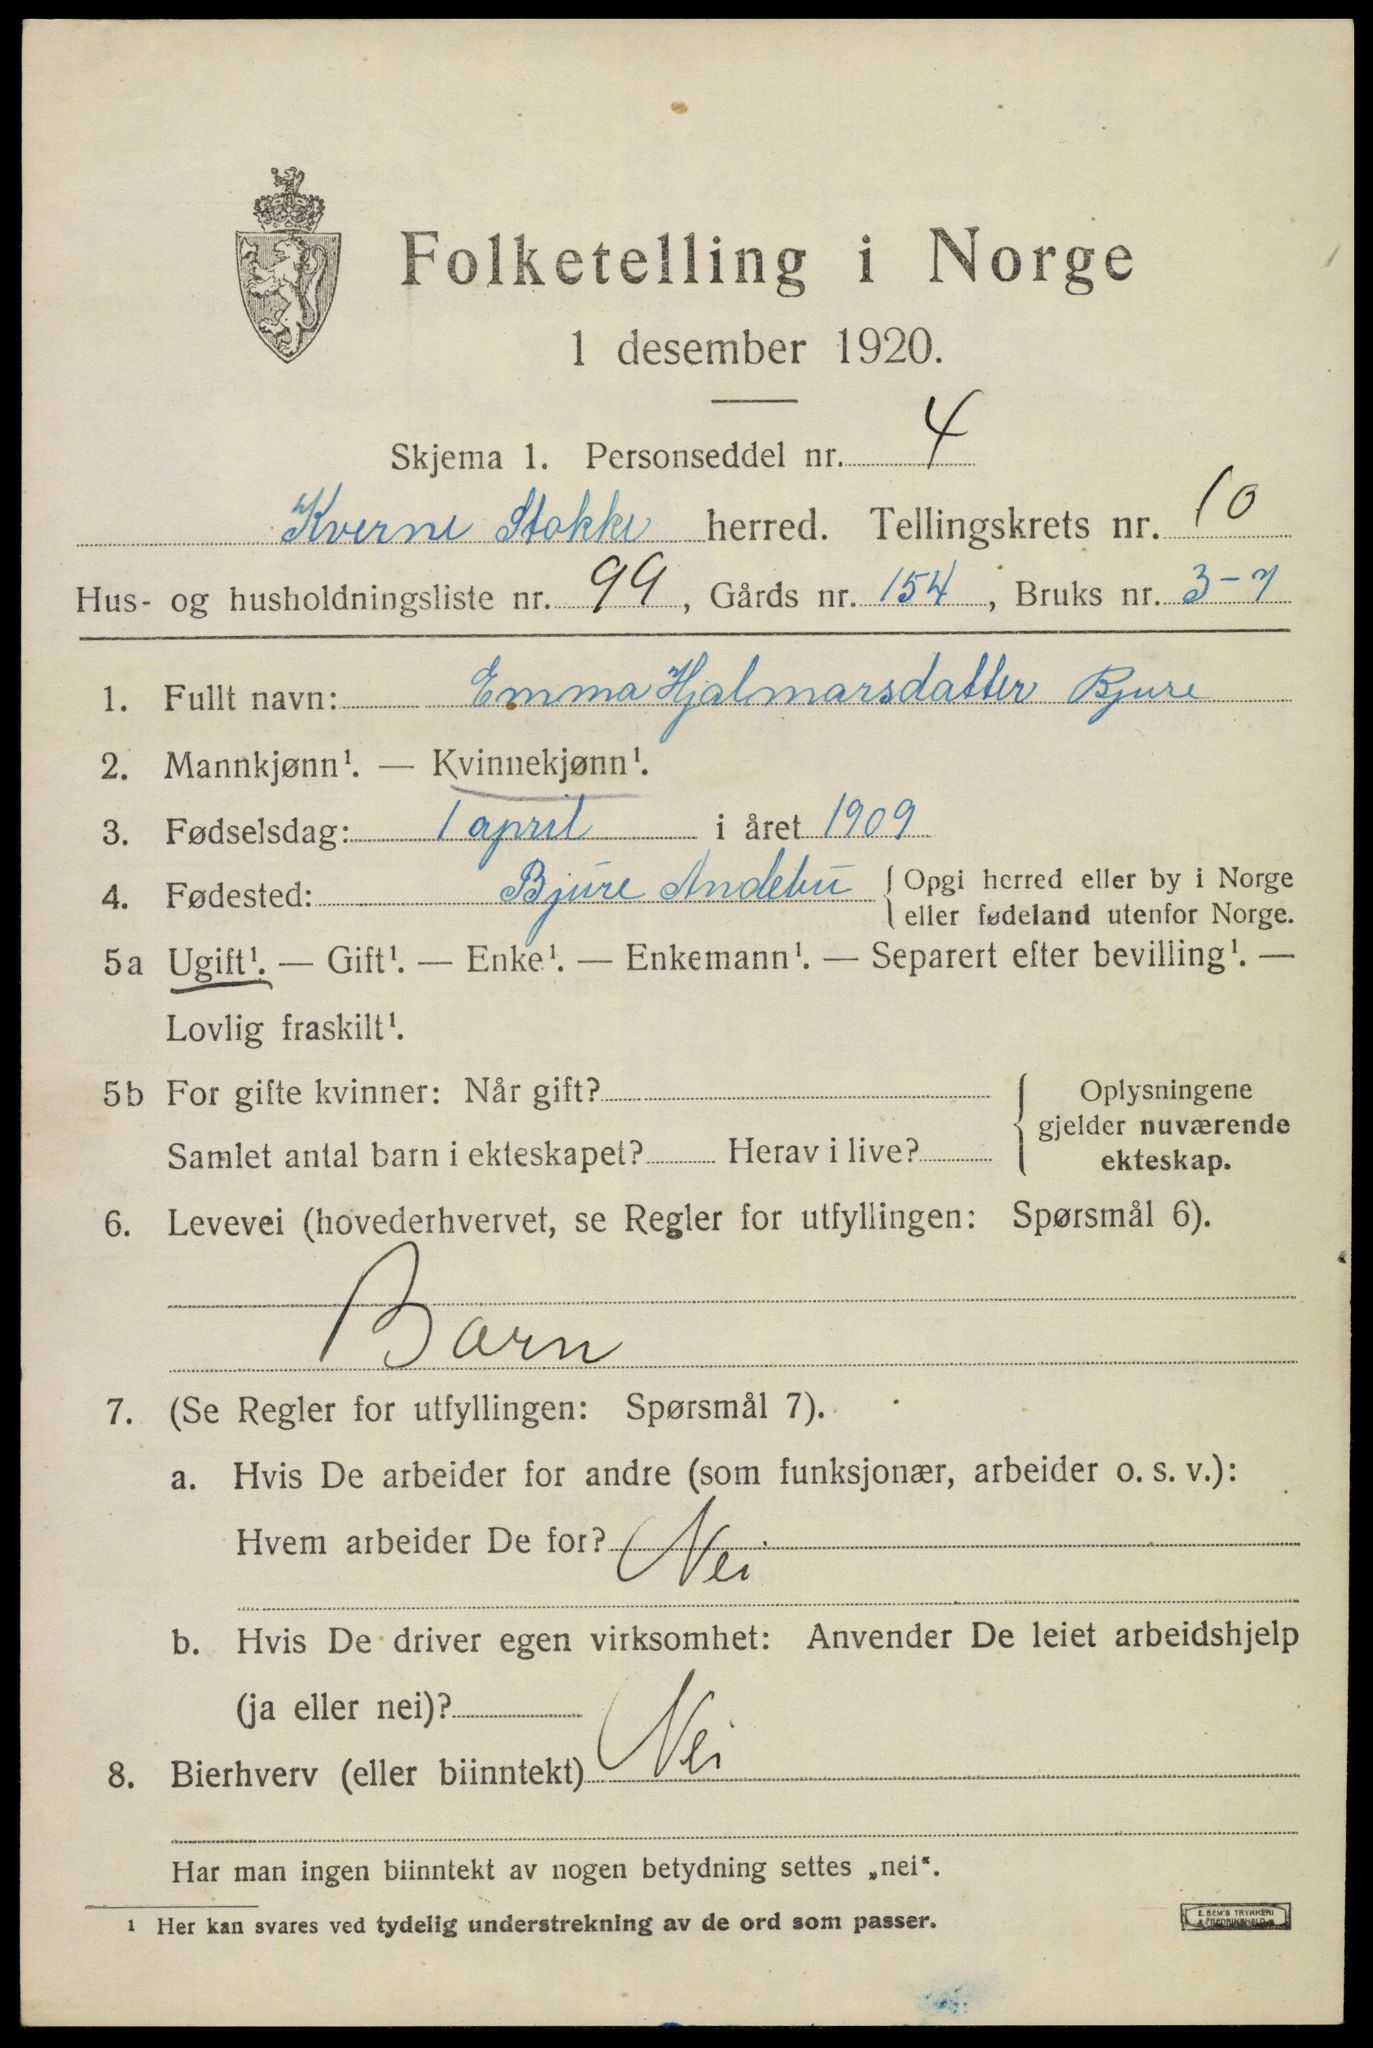 Folketelling i Norge
1 desember 1920.
Skjema 1. Personseddel nr. 4
Kverne Stokke herred. Tellingskrets nr. 10
Hus- og husholdningsliste nr. 99, Gårds nr. 154, Bruks nr. 3-7
1. Fullt navn: Emma Hjalmarsdatter Bjure
2. Mannkjønn¹. — Kvinnekjønn¹.
3. Fødselsdag: 1 april i året 1909
4. Fødested: Bjure Andebu { Opgi herred eller by i Norge
eller fødeland utenfor Norge.
5a Ugift¹. — Gift¹. — Enke¹. — Enkemann¹. — Separert efter bevilling¹. —
Lovlig fraskilt¹.
5b For gifte kvinner: Når gift?
Samlet antal barn i ekteskapet? Herav i live?
Oplysningene
gjelder nuværende
ekteskap.
6. Levevei (hovederhvervet, se Regler for utfyllingen: Spørsmål 6).
Barn
7. (Se Regler for utfyllingen: Spørsmål 7).
a. Hvis De arbeider for andre (som funksjonær, arbeider o. s. v.):
Hvem arbeider De for? Nei
b. Hvis De driver egen virksomhet: Anvender De leiet arbeidshjelp
(ja eller nei)?
8. Bierhverv (eller biinntekt) Nei
Har man ingen biinntekt av nogen betydning settes „nei“.
¹ Her kan svares ved tydelig understrekning av de ord som passer.
E. SEM'S TRYKKERI
FREDRIKSHALD